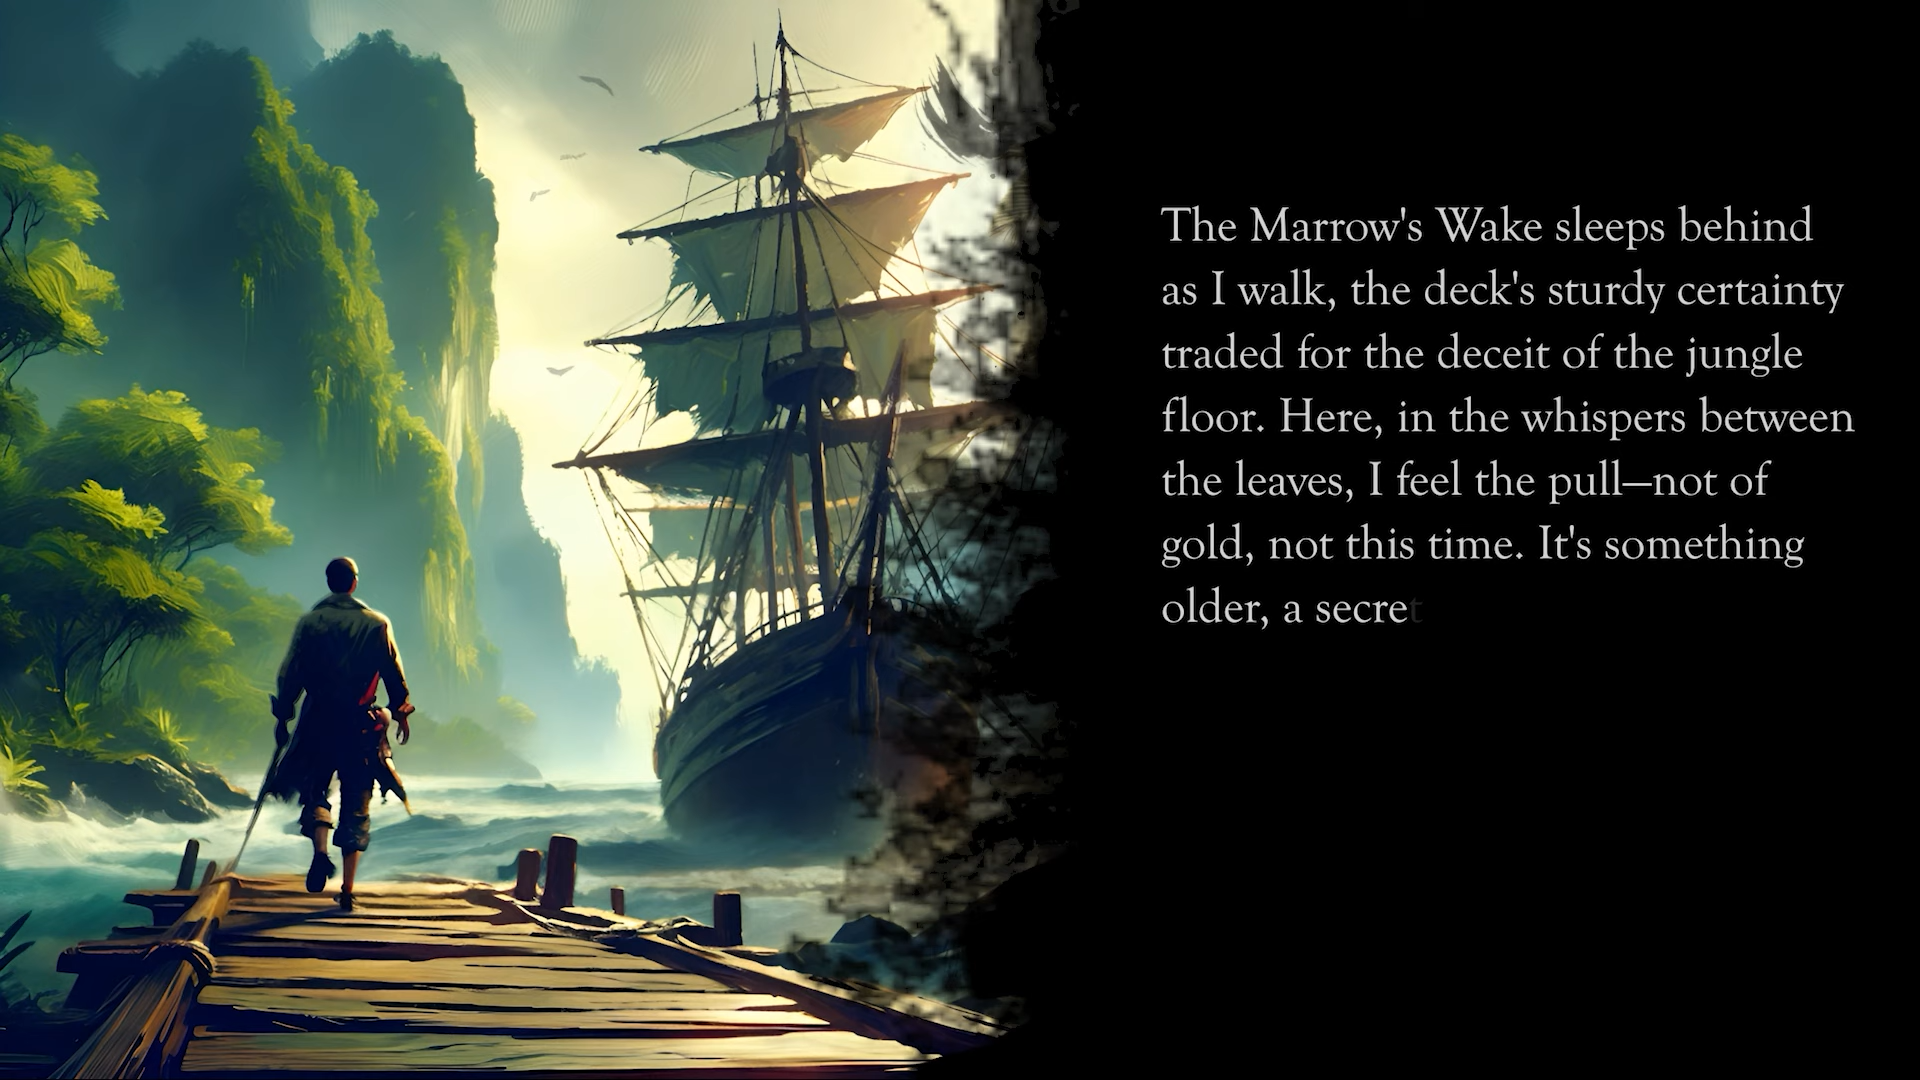 The Marrow's Wake sleeps behind
as I walk, the deck's sturdy certainty
traded for the deceit of the jungle
floor. Here, in the whispers between
the leaves, I feel the pull—not of
gold, not this time. It's something
older, a secret